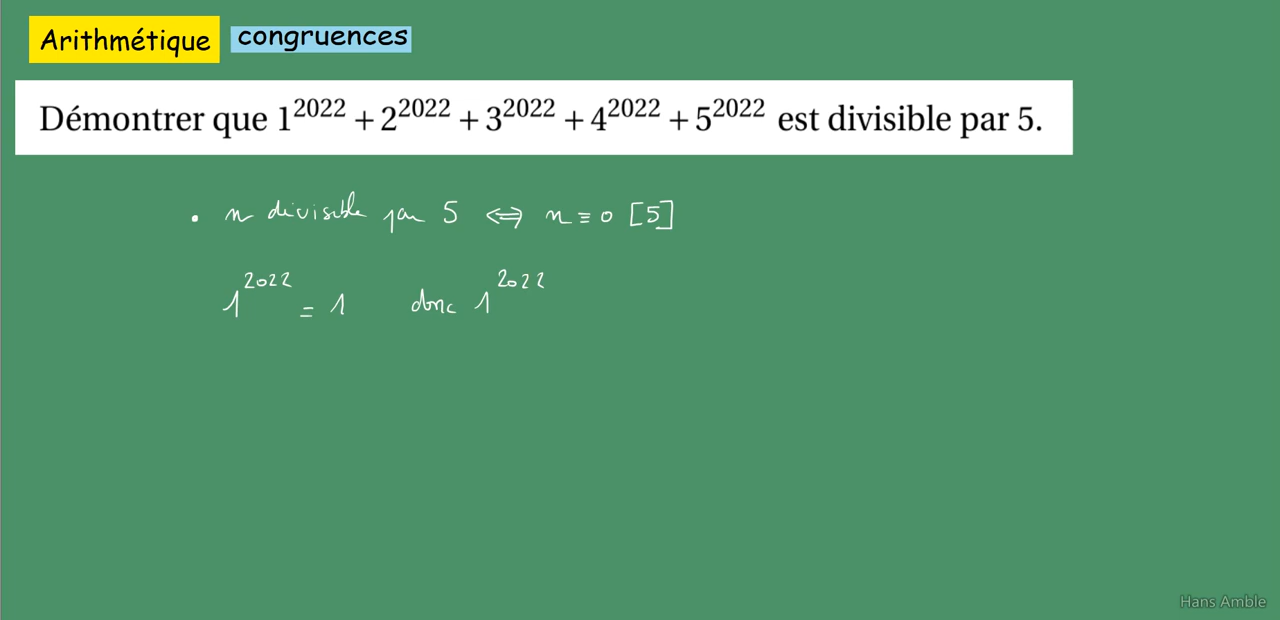 Arithmétique congruences
Démontrer que 1^2022 + 2^2022 + 3^2022 + 4^2022 + 5^2022 est divisible par 5.
• n divisible par 5 ⇔ n ≡ 0 [5]
1^2022 = 1 donc 1^2022
Hans Amble